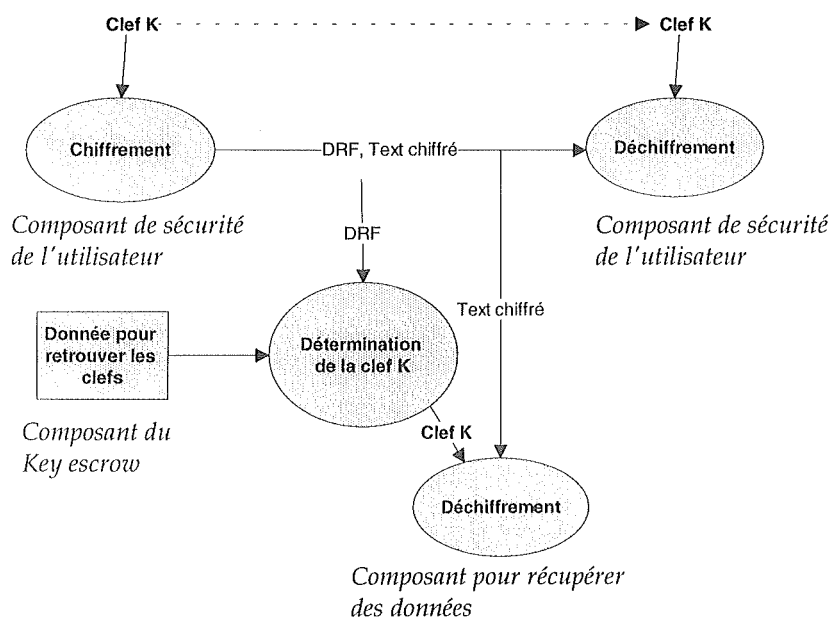 Clef K
Clef K
Chiffrement
DRF, Text chiffré
Déchiffrement
Composant de sécurité
de l'utilisateur
Composant de sécurité
de l'utilisateur
DRF
Text chiffré
Donnée pour
retrouver les
clefs
Détermination
de la clef K
Composant du
Key escrow
Clef K
Déchiffrement
Composant pour récupérer
des données